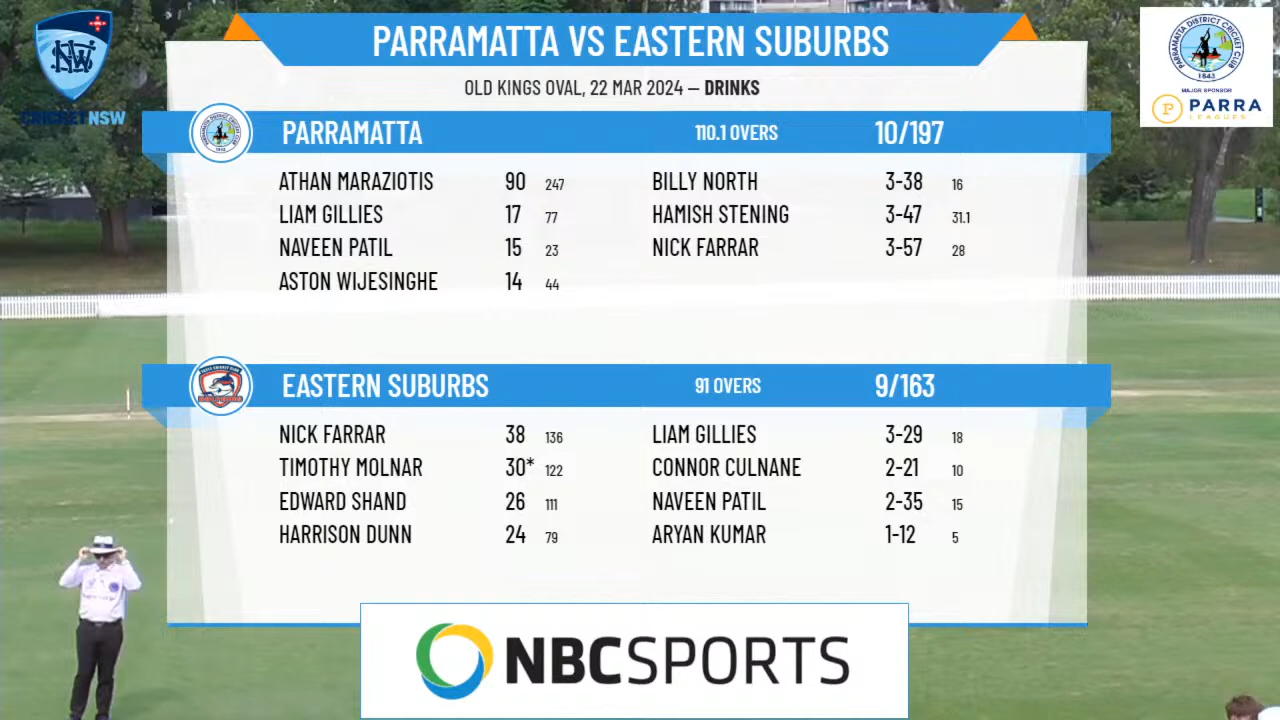 PARRAMATTA VS EASTERN SUBURBS
OLD KINGS OVAL, 22 MAR 2024 – DRINKS
CRICKET NSW
PARRAMATTA DISTRICT CRICKET CLUB
1843
MAJOR SPONSOR
P PARRA
LEAGUES
PARRAMATTA 110.1 OVERS 10/197
ATHAN MARAZIOTIS 90 247 BILLY NORTH 3-38 16
LIAM GILLIES 17 77 HAMISH STENING 3-47 31.1
NAVEEN PATIL 15 23 NICK FARRAR 3-57 28
ASTON WIJESINGHE 14 44
EASTERN SUBURBS 91 OVERS 9/163
NICK FARRAR 38 136 LIAM GILLIES 3-29 18
TIMOTHY MOLNAR 30* 122 CONNOR CULNANE 2-21 10
EDWARD SHAND 26 111 NAVEEN PATIL 2-35 15
HARRISON DUNN 24 79 ARYAN KUMAR 1-12 5
NBCSPORTS